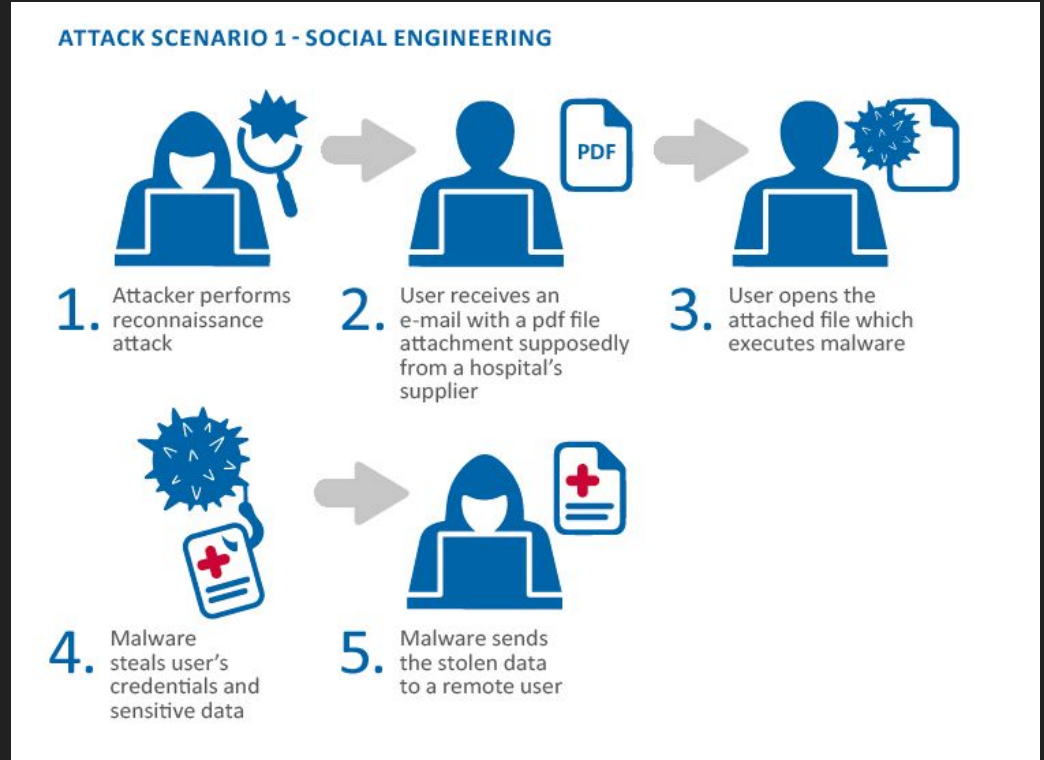 ATTACK SCENARIO 1 - SOCIAL ENGINEERING
PDF
1. Attacker performs
reconnaissance
attack
2. User receives an
e-mail with a pdf file
attachment supposedly
from a hospital's
supplier
3. User opens the
attached file which
executes malware
4. Malware
steals user's
credentials and
sensitive data
5. Malware sends
the stolen data
to a remote user